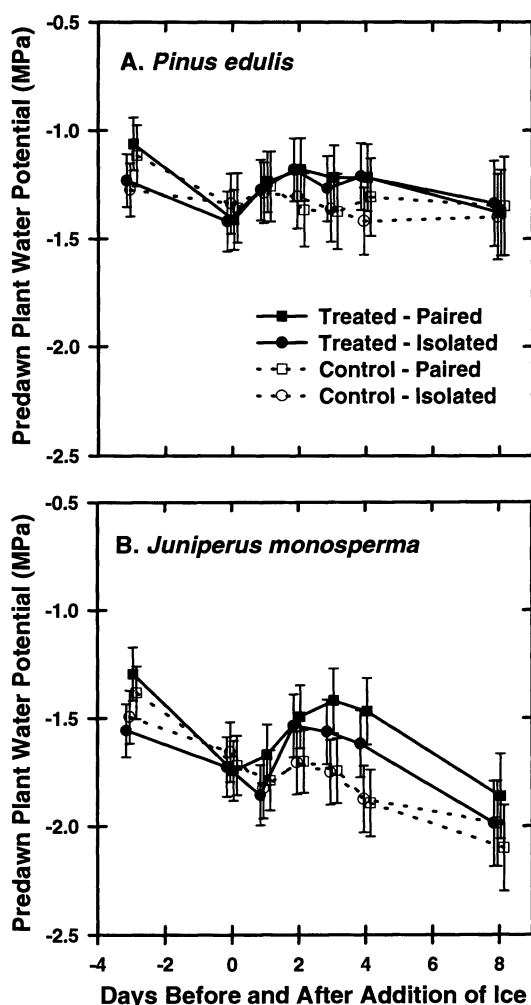 Predawn Plant Water Potential (MPa)
-0.5
-1.0
-1.5
-2.0
-2.5
A. Pinus edulis
Treated - Paired
Treated - Isolated
Control - Paired
Control - Isolated
Predawn Plant Water Potential (MPa)
-0.5
-1.0
-1.5
-2.0
-2.5
B. Juniperus monosperma
-4 -2 0 2 4 6 8
Days Before and After Addition of Ice